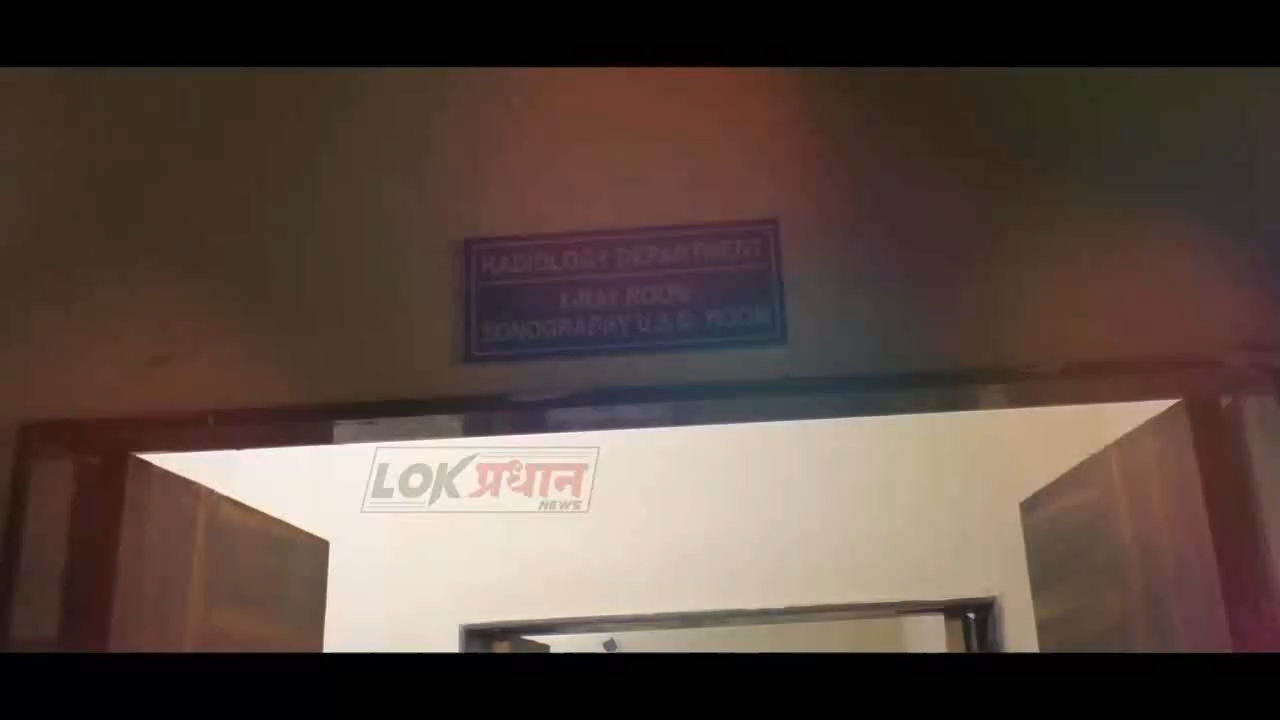 RADIOLOGY DEPARTMENT
X-RAY ROOM
SONOGRAPHY U.S.G. ROOM
LOK प्रधान
NEWS